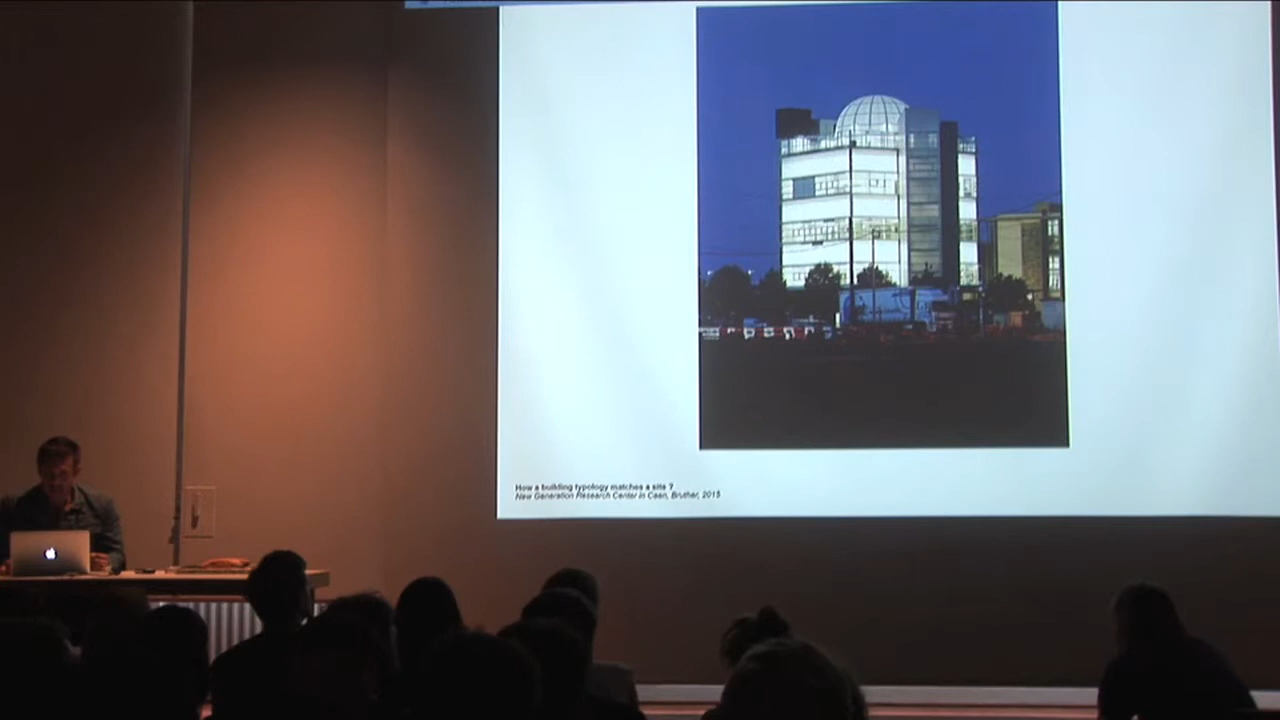 How a building typology matches a site ?
New Generation Research Center in Caen, Bruther, 2015